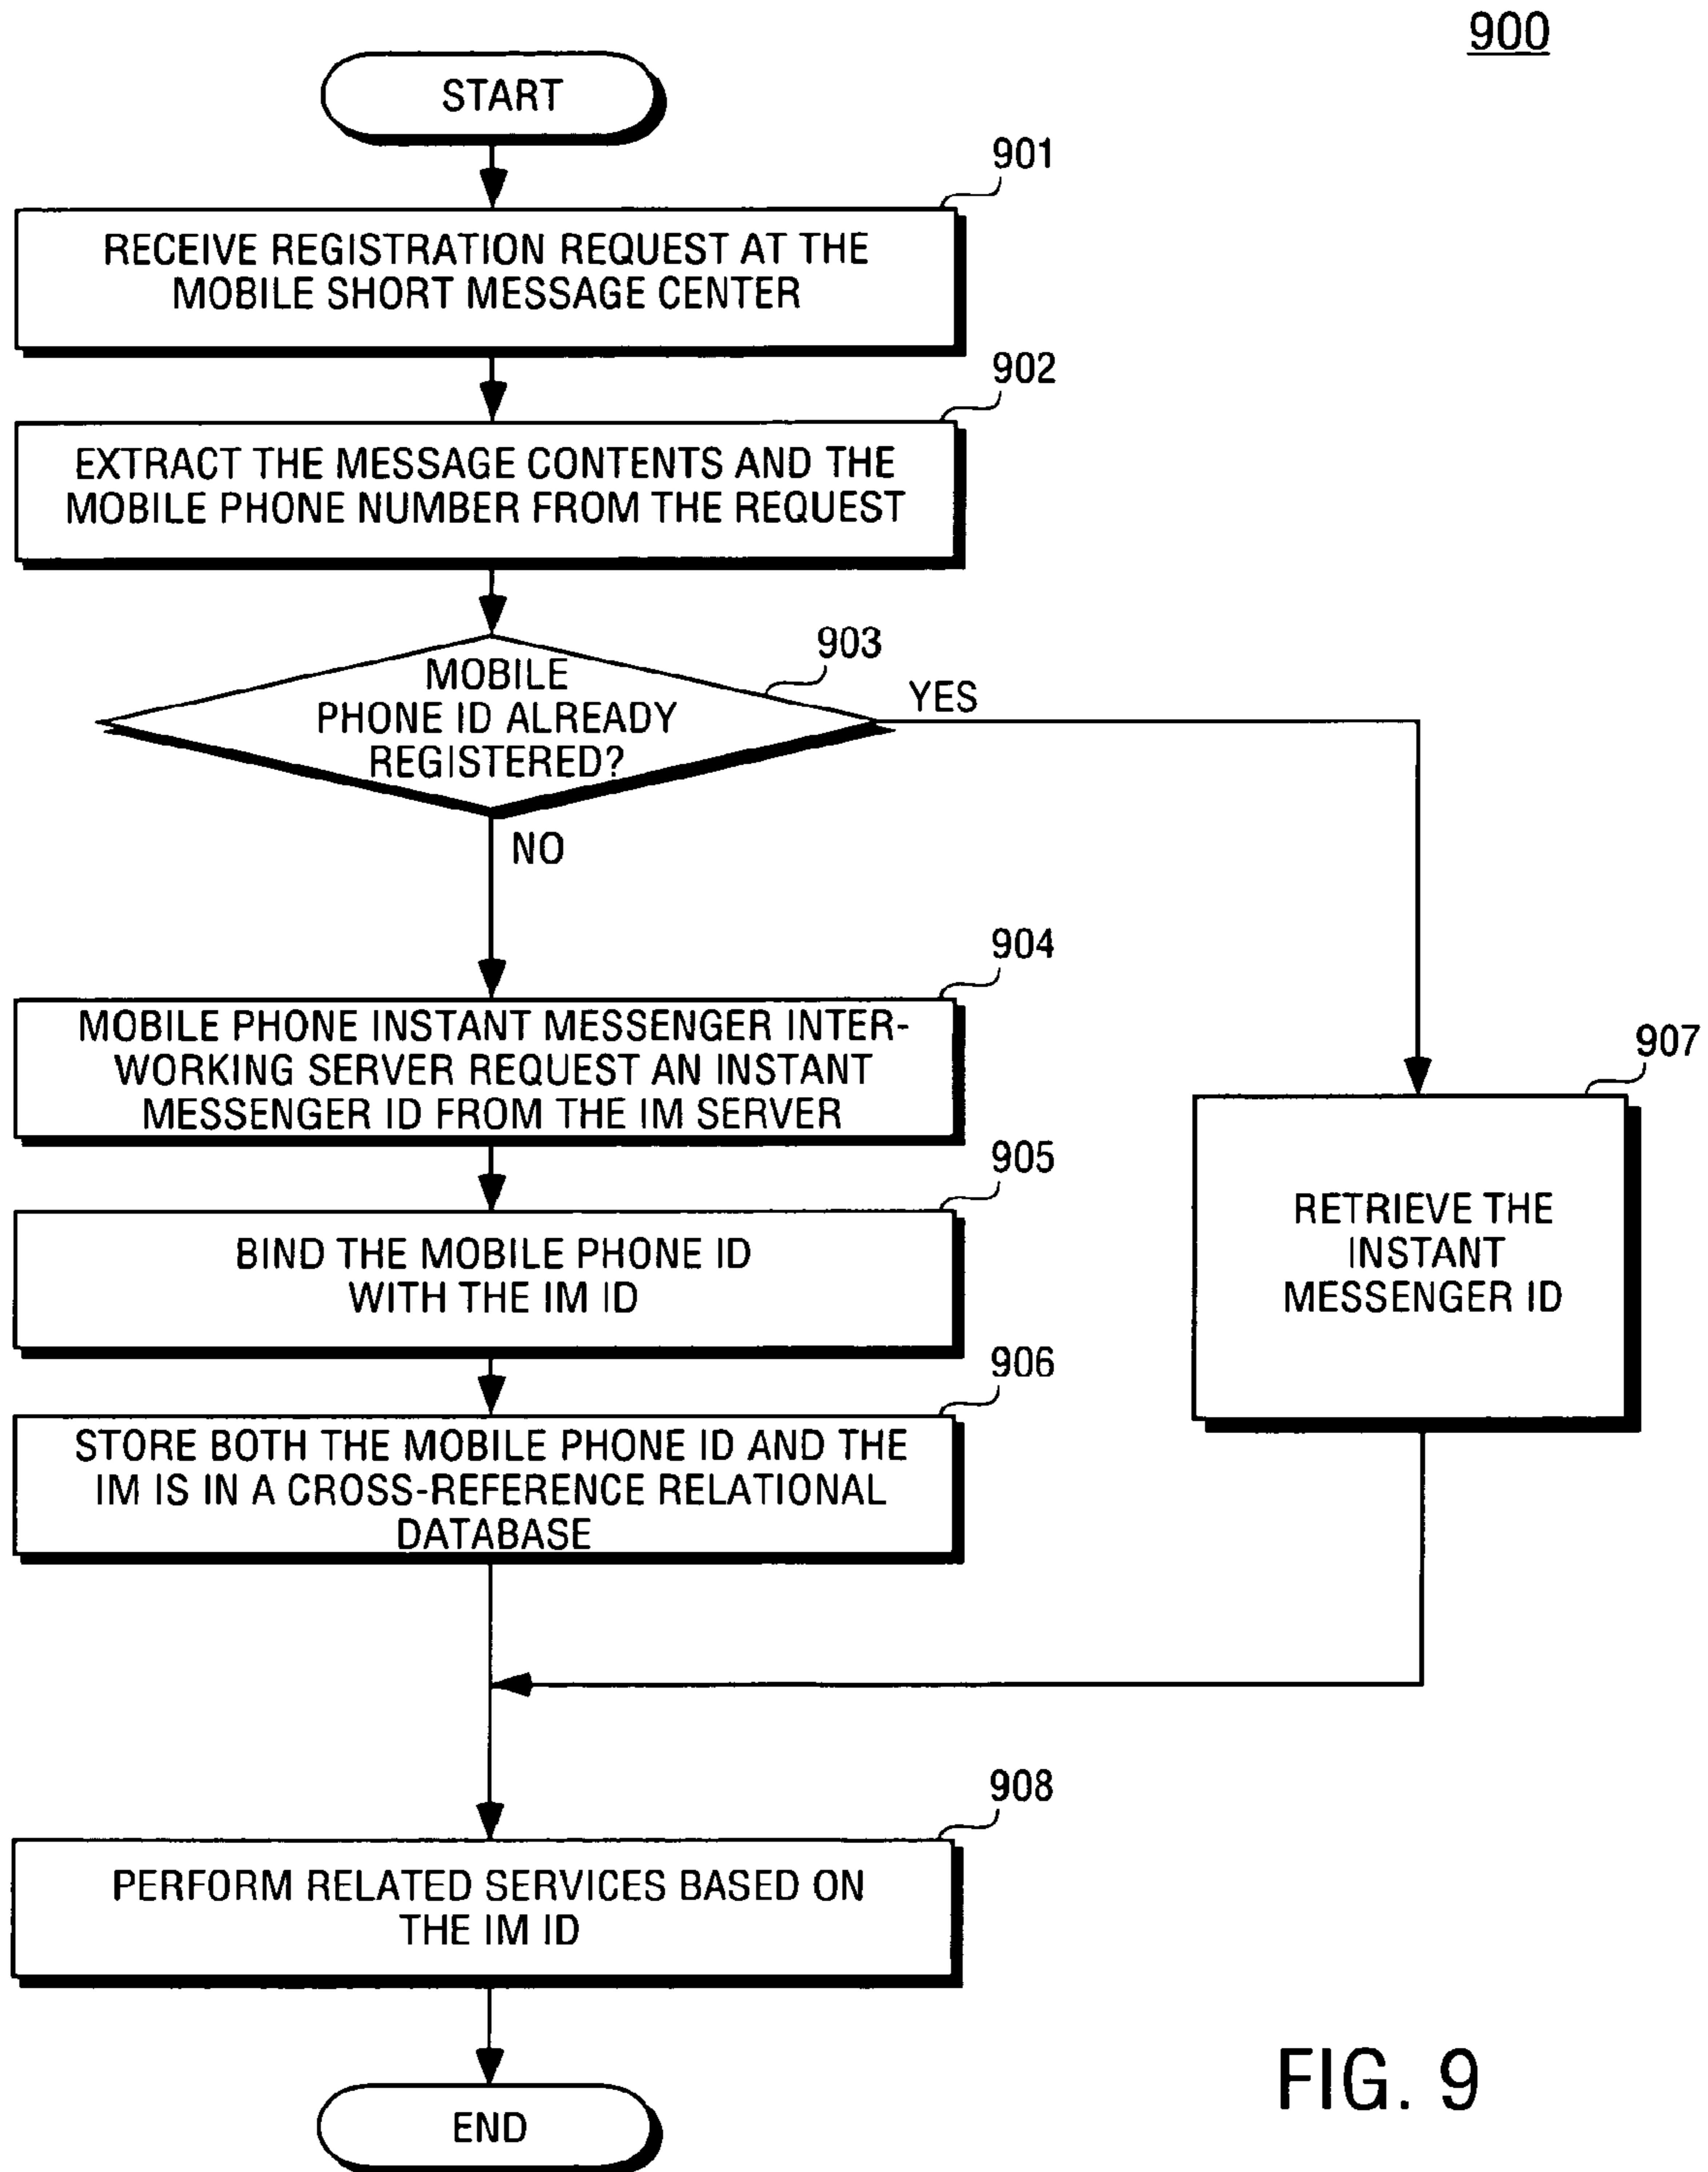 900
START
901
RECEIVE REGISTRATION REQUEST AT THE
MOBILE SHORT MESSAGE CENTER
902
EXTRACT THE MESSAGE CONTENTS AND THE
MOBILE PHONE NUMBER FROM THE REQUEST
903
MOBILE
PHONE ID ALREADY
REGISTERED?
YES
NO
904
MOBILE PHONE INSTANT MESSENGER INTER-
WORKING SERVER REQUEST AN INSTANT
MESSENGER ID FROM THE IM SERVER
905
BIND THE MOBILE PHONE ID
WITH THE IM ID
906
STORE BOTH THE MOBILE PHONE ID AND THE
IM IS IN A CROSS-REFERENCE RELATIONAL
DATABASE
907
RETRIEVE THE
INSTANT
MESSENGER ID
908
PERFORM RELATED SERVICES BASED ON
THE IM ID
END
FIG. 9